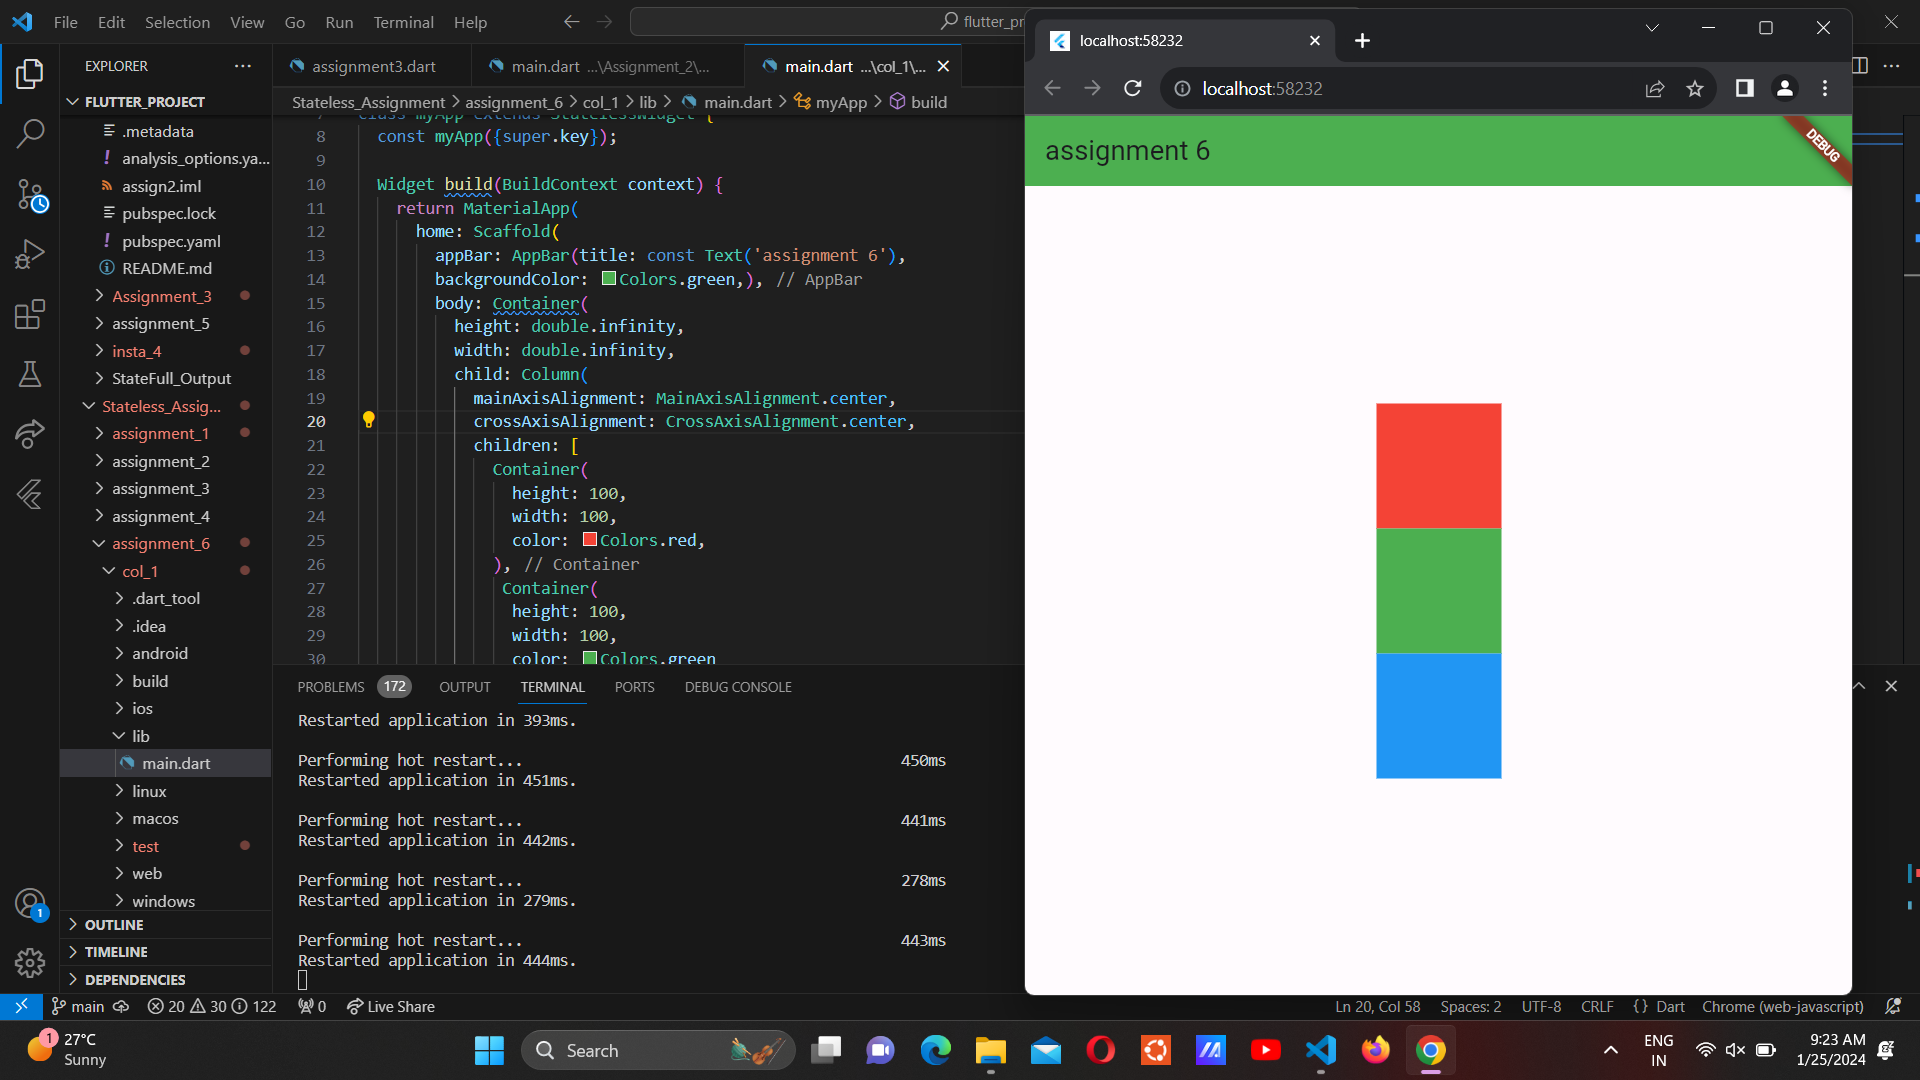 File Edit Selection View Go Run Terminal Help
flutter_pr
EXPLORER
FLUTTER_PROJECT
.metadata
analysis_options.ya...
assign2.iml
pubspec.lock
pubspec.yaml
README.md
Assignment_3
assignment_5
insta_4
StateFull_Output
Stateless_Assig...
assignment_1
assignment_2
assignment_3
assignment_4
assignment_6
col_1
.dart_tool
.idea
android
build
ios
lib
main.dart
linux
macos
test
web
windows
OUTLINE
TIMELINE
DEPENDENCIES
assignment3.dart
main.dart ...\Assignment_2\...
main.dart ...\col_1\...
Stateless_Assignment > assignment_6 > col_1 > lib > main.dart > myApp > build
class myApp extends StatelessWidget {
8 const myApp({super.key});
9
10 Widget build(BuildContext context) {
11 return MaterialApp(
12 home: Scaffold(
13 appBar: AppBar(title: const Text('assignment 6'),
14 backgroundColor: Colors.green,), // AppBar
15 body: Container(
16 height: double.infinity,
17 width: double.infinity,
18 child: Column(
19 mainAxisAlignment: MainAxisAlignment.center,
20 crossAxisAlignment: CrossAxisAlignment.center,
21 children: [
22 Container(
23 height: 100,
24 width: 100,
25 color: Colors.red,
26 ), // Container
27 Container(
28 height: 100,
29 width: 100,
30 color: Colors.green
PROBLEMS 172 OUTPUT TERMINAL PORTS DEBUG CONSOLE
Restarted application in 393ms.
Performing hot restart... 450ms
Restarted application in 451ms.
Performing hot restart... 441ms
Restarted application in 442ms.
Performing hot restart... 278ms
Restarted application in 279ms.
Performing hot restart... 443ms
Restarted application in 444ms.
localhost:58232
localhost:58232
assignment 6
DEBUG
1
main 20 30 122 0 Live Share
Ln 20, Col 58 Spaces: 2 UTF-8 CRLF {} Dart Chrome (web-javascript)
1
27°C
Sunny
Search
ENG
IN
9:23 AM
1/25/2024